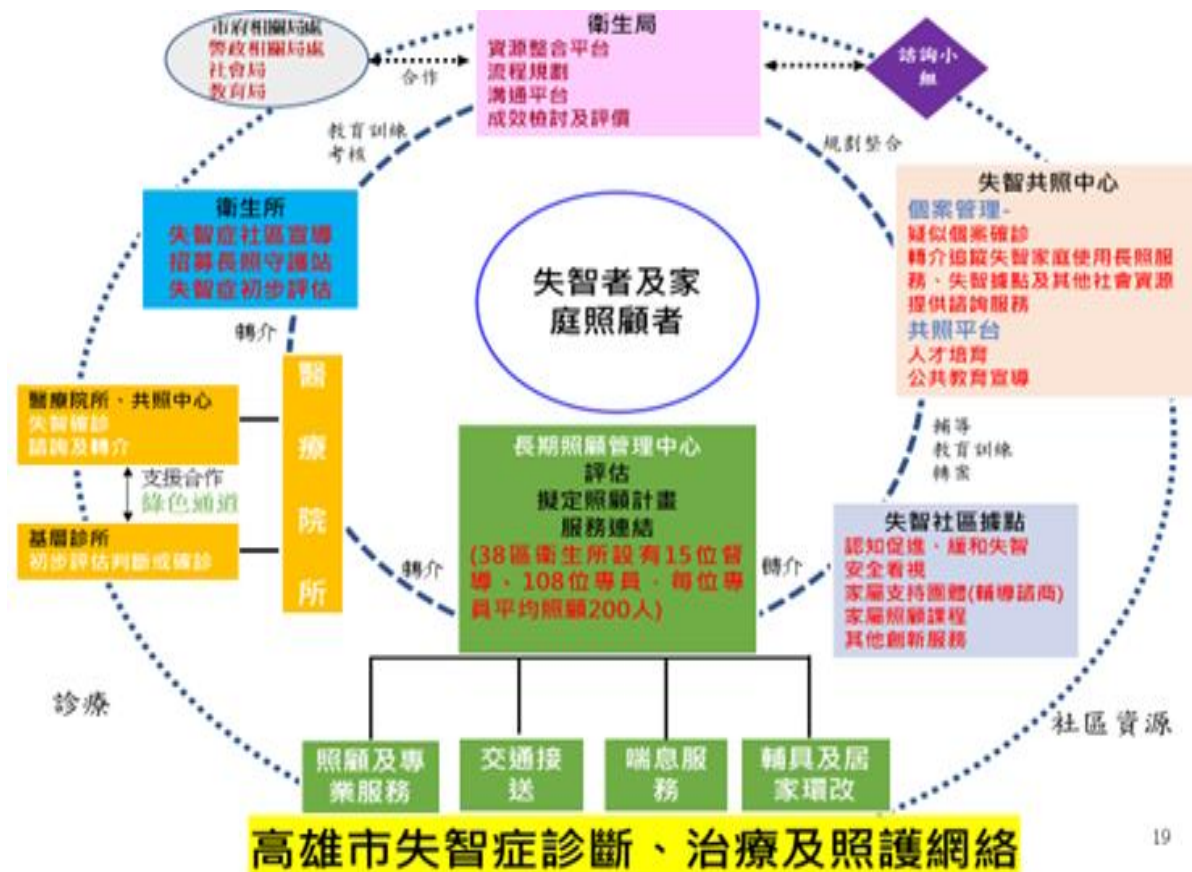 市府相關局處
警政相關局處
社會局
教育局
合作
衛生局
資源整合平台
流程規劃
溝通平台
成效檢討及評價
諮詢小
組
教育訓練
考核
規劃整合
衛生所
失智症社區宣導
招募長照守護站
失智症初步評估
轉介
失智者及家
庭照顧者
失智共照中心
個案管理-
疑似個案確診
轉介追蹤失智家庭使用長照服
務、失智據點及其他社會資源
提供諮詢服務
共照平台
人才培育
公共教育宣導
醫療院所、共照中心
失智確診
諮詢及轉介
支援合作
綠色通道
基層診所
初步評估判斷或確診
醫
療
院
所
轉介
長期照顧管理中心
評估
擬定照顧計畫
服務連結
(38區衛生所設有15位督
導、108位專員,每位專
員平均照顧200人)
轉介
輔導
教育訓練
轉案
失智社區據點
認知促進、緩和失智
安全看視
家屬支持團體(輔導諮商)
家屬照顧課程
其他創新服務
診療
社區資源
照顧及專
業服務
交通接
送
喘息服
務
輔具及居
家環改
高雄市失智症診斷、治療及照護網絡
19